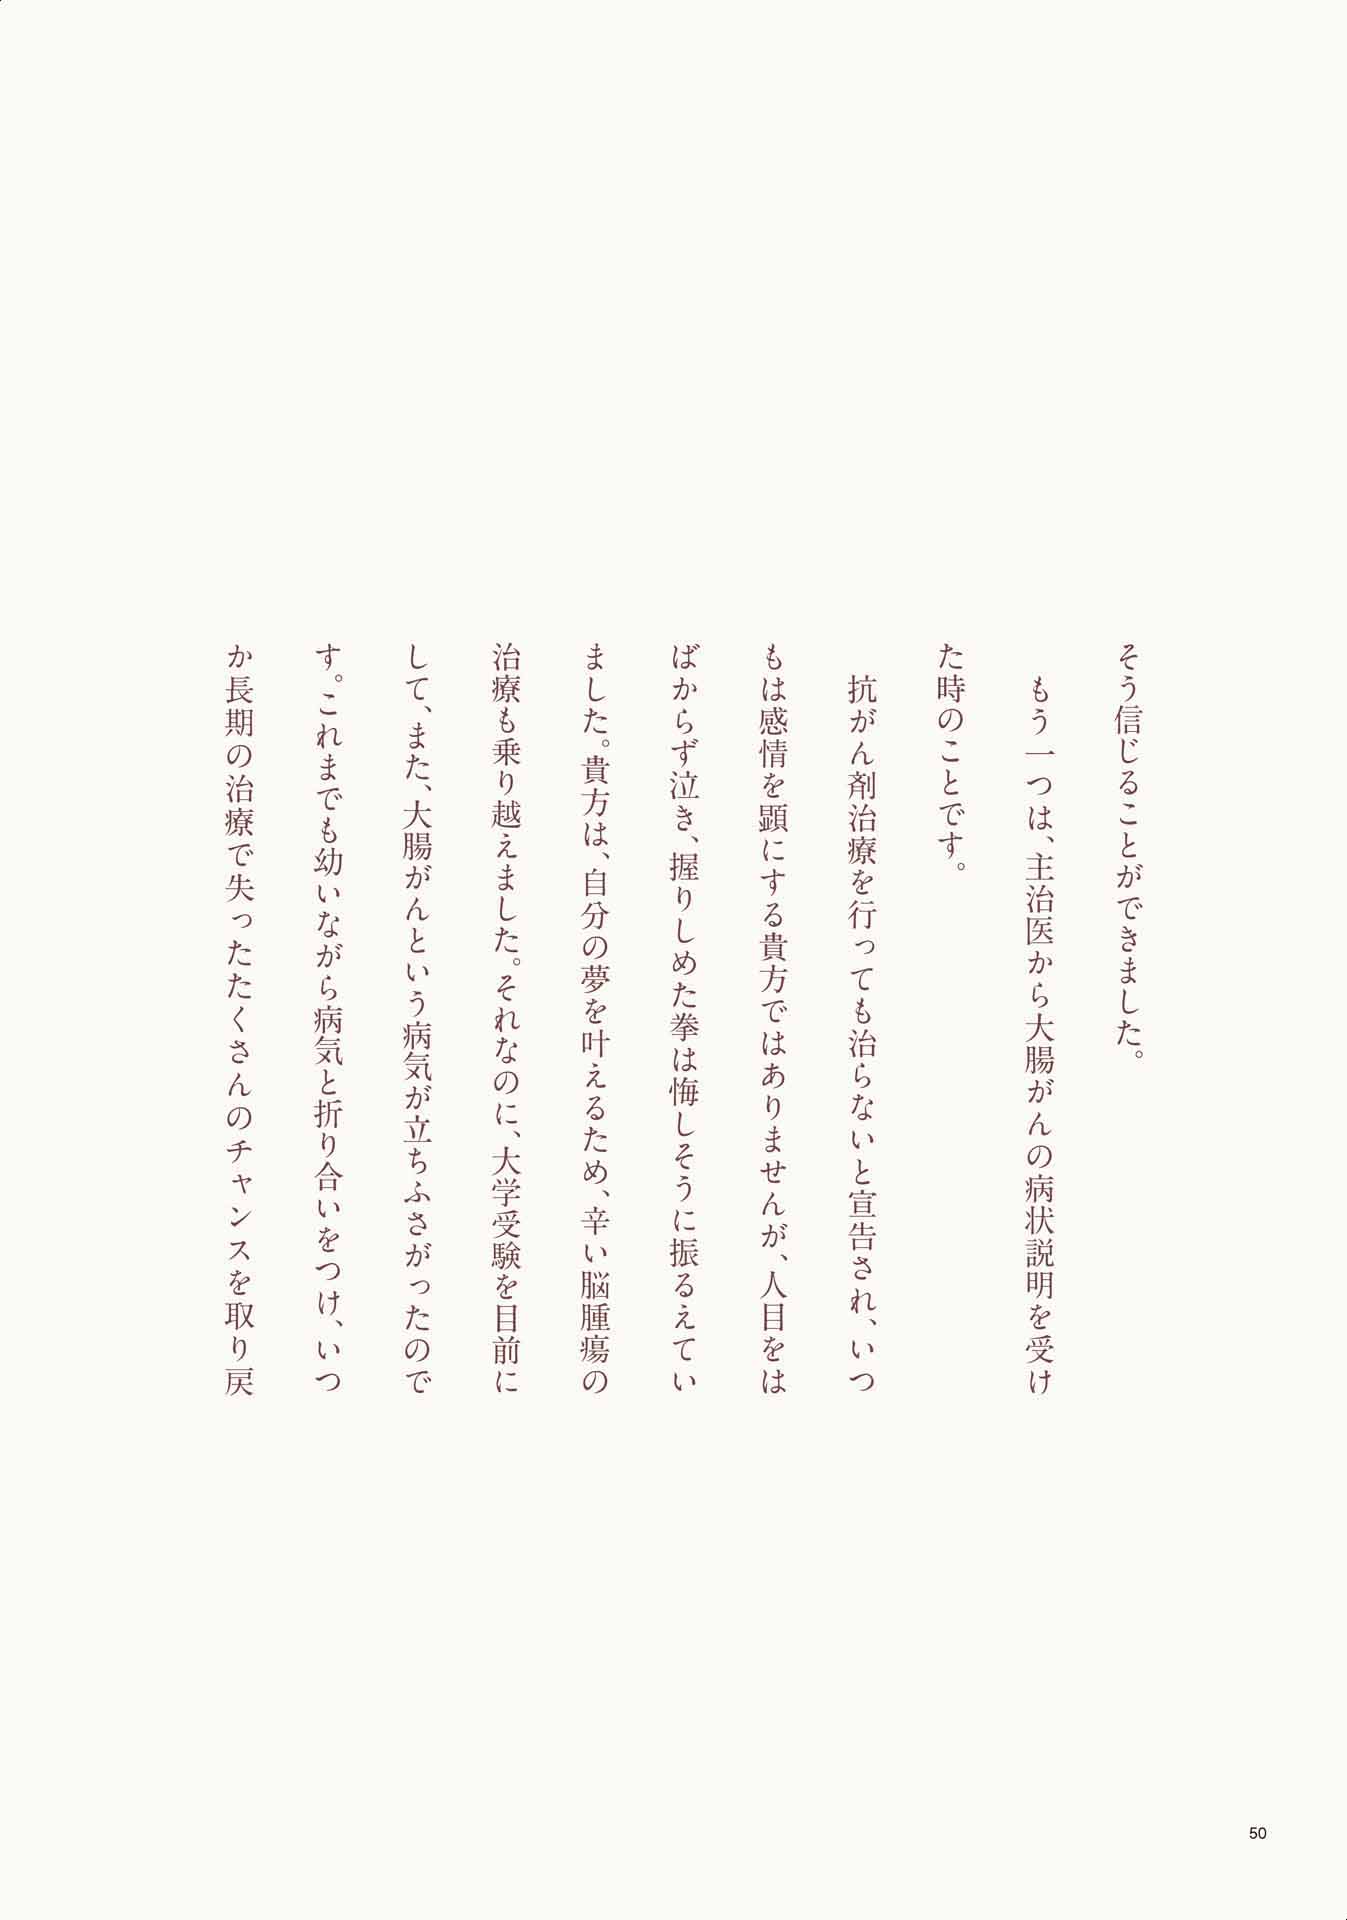 そう信じることができました。
もう一つは、主治医から大腸がんの病状説明を受け
た時のことです。
抗がん剤治療を行っても治らないと宣告され、いつ
もは感情を顕にする貴方ではありませんが、人目をは
ばからず泣き、握りしめた拳は悔しそうに振るえてい
ました。貴方は、自分の夢を叶えるため、辛い脳腫瘍の
治療も乗り越えました。それなのに、大学受験を目前に
して、また、大腸がんという病気が立ちふさがったので
す。これまでも幼いながら病気と折り合いをつけ、いつ
か長期の治療で失ったたくさんのチャンスを取り戻
50